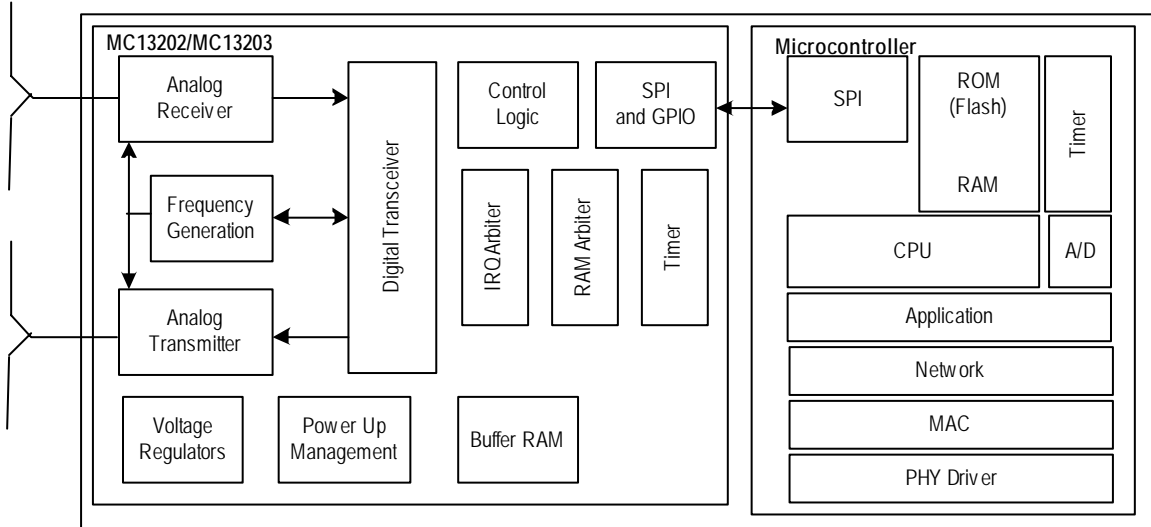 MC13202/MC13203
Analog
Receiver
Frequency
Generation
Analog
Transmitter
Digital Transceiver
Control
Logic
SPI
and GPIO
IRQ Arbiter
RAM Arbiter
Timer
Voltage
Regulators
Power Up
Management
Buffer RAM
Microcontroller
SPI
ROM
(Flash)
RAM
Timer
CPU
A/D
Application
Network
MAC
PHY Driver